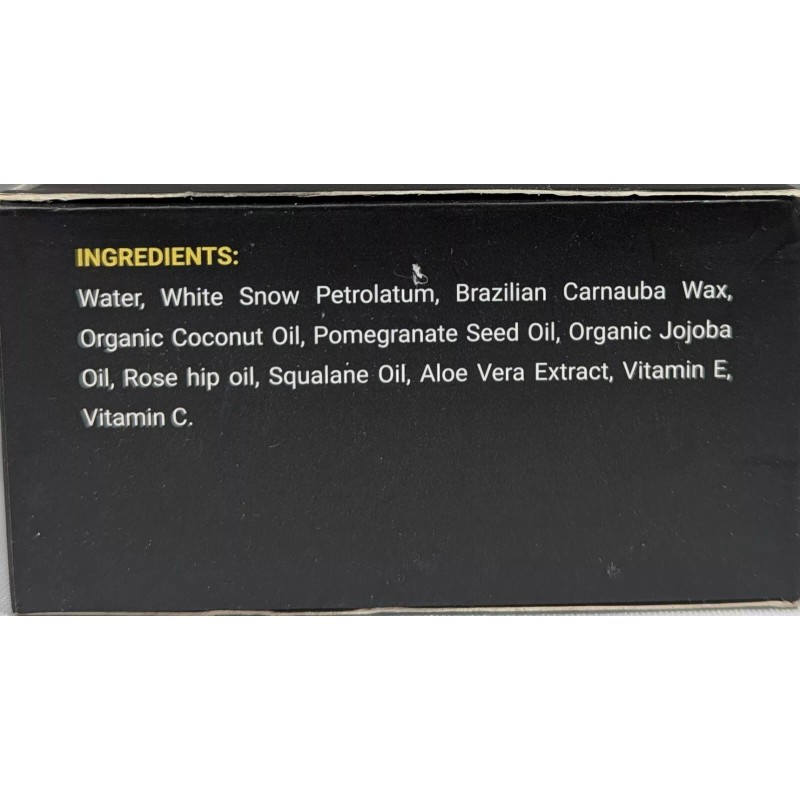 INGREDIENTS:
Water, White Snow Petrolatum, Brazilian Carnauba Wax,
Organic Coconut Oil, Pomegranate Seed Oil, Organic Jojoba
Oil, Rose hip oil, Squalane Oil, Aloe Vera Extract, Vitamin E,
Vitamin C.